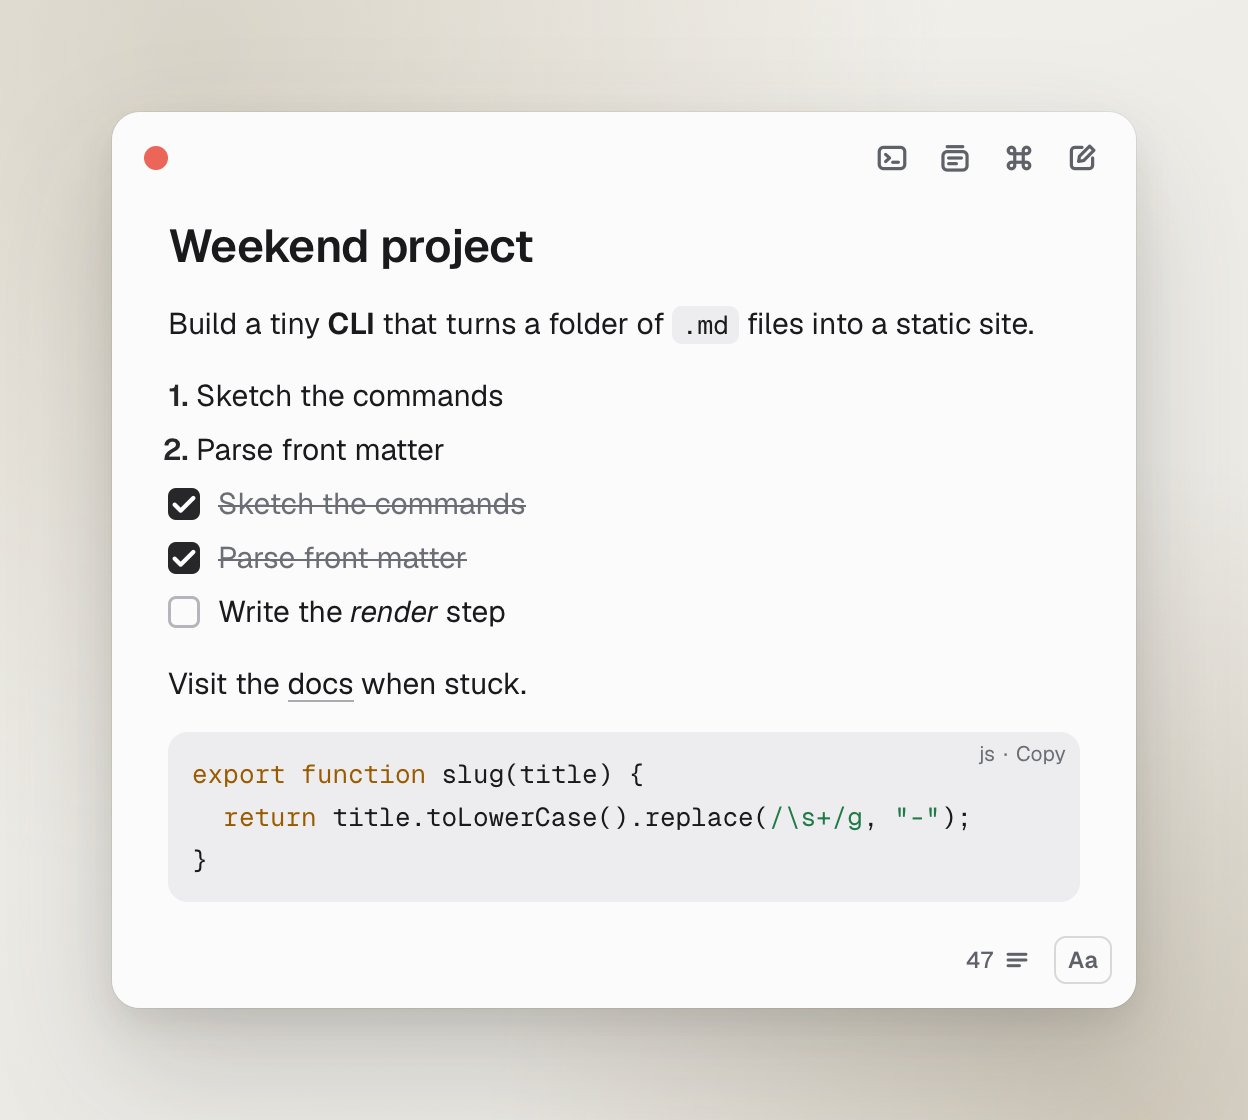 Weekend project
Build a tiny CLI that turns a folder of .md files into a static site.
1. Sketch the commands
2. Parse front matter
Sketch the commands
Parse front matter
Write the render step
Visit the docs when stuck.
js · Copy
export function slug(title) {
  return title.toLowerCase().replace(/\s+/g, "-");
}
47
Aa